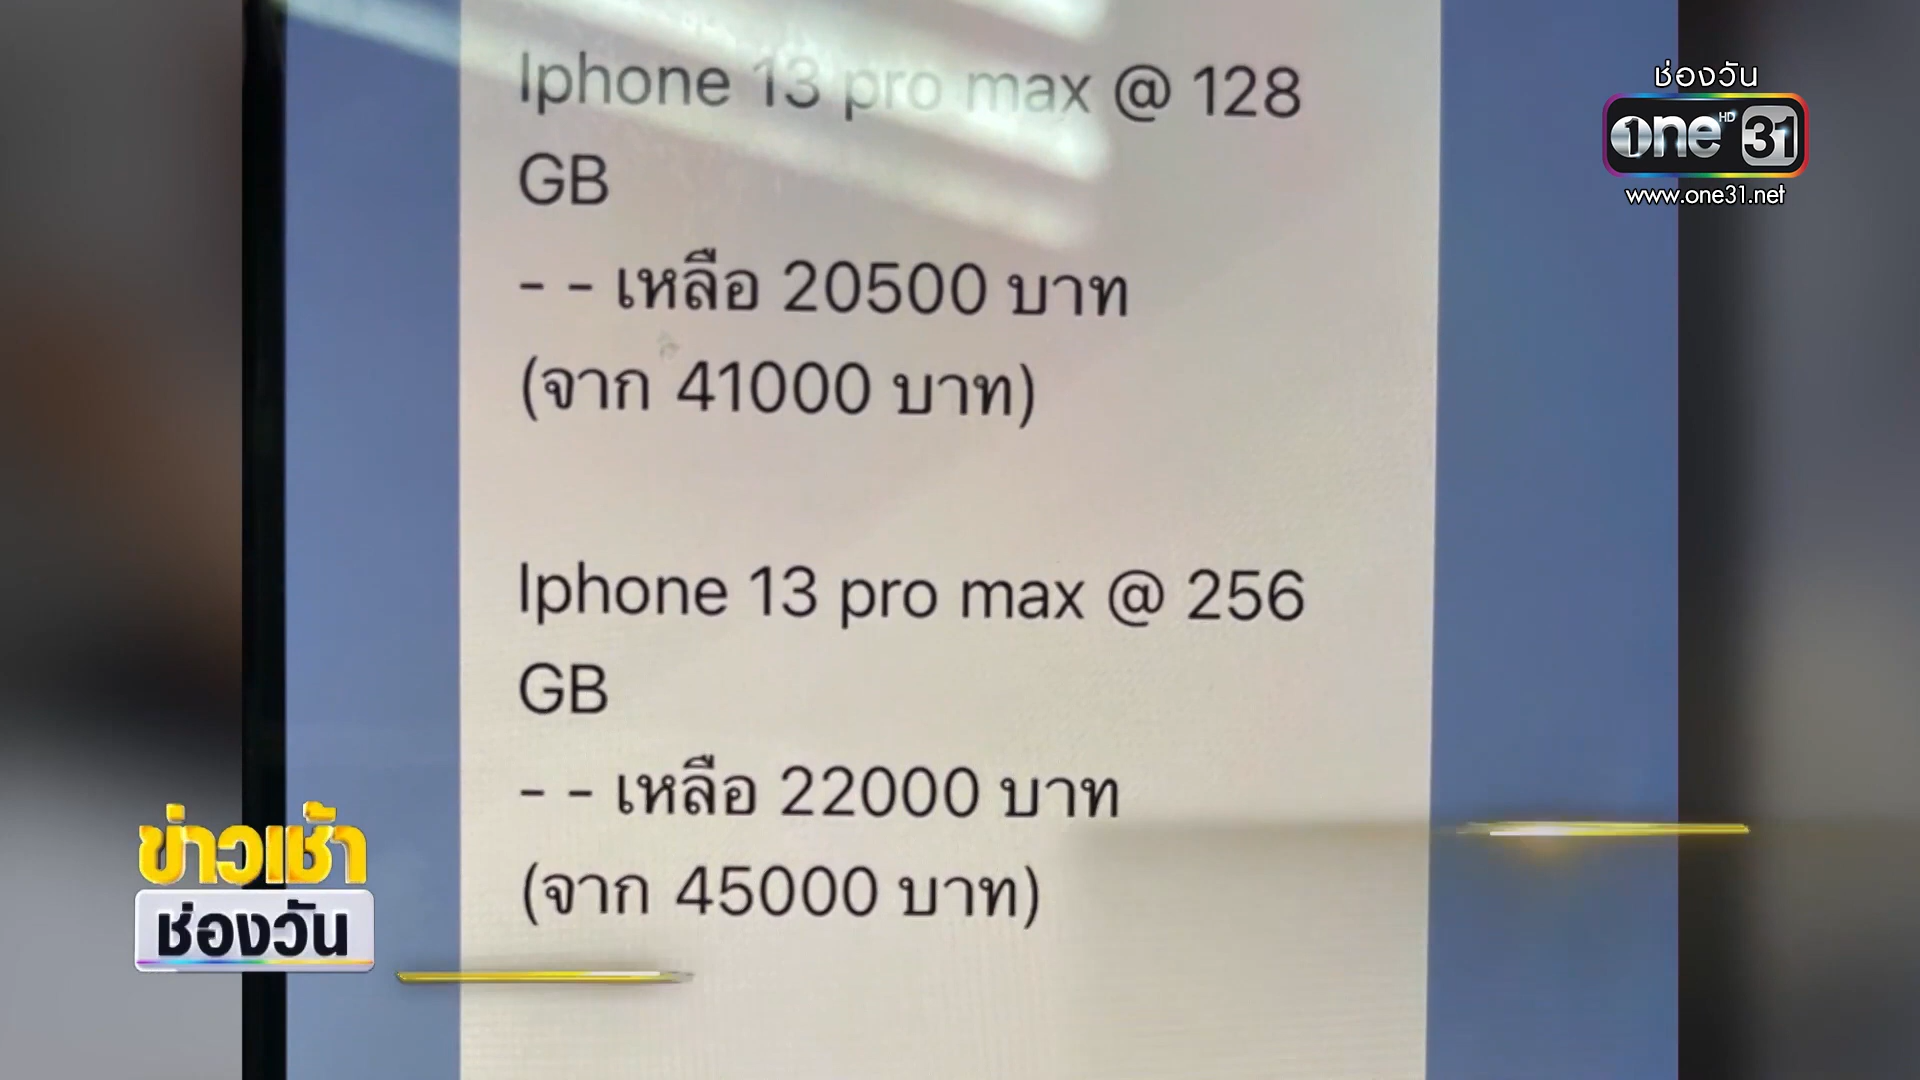 Iphone 13 pro max @ 128
GB
- - เหลือ 20500 บาท
(จาก 41000 บาท)
Iphone 13 pro max @ 256
GB
- - เหลือ 22000 บาท
(จาก 45000 บาท)
ช่องวัน
one HD 31
www.one31.net
ข่าวเช้า
ช่องวัน